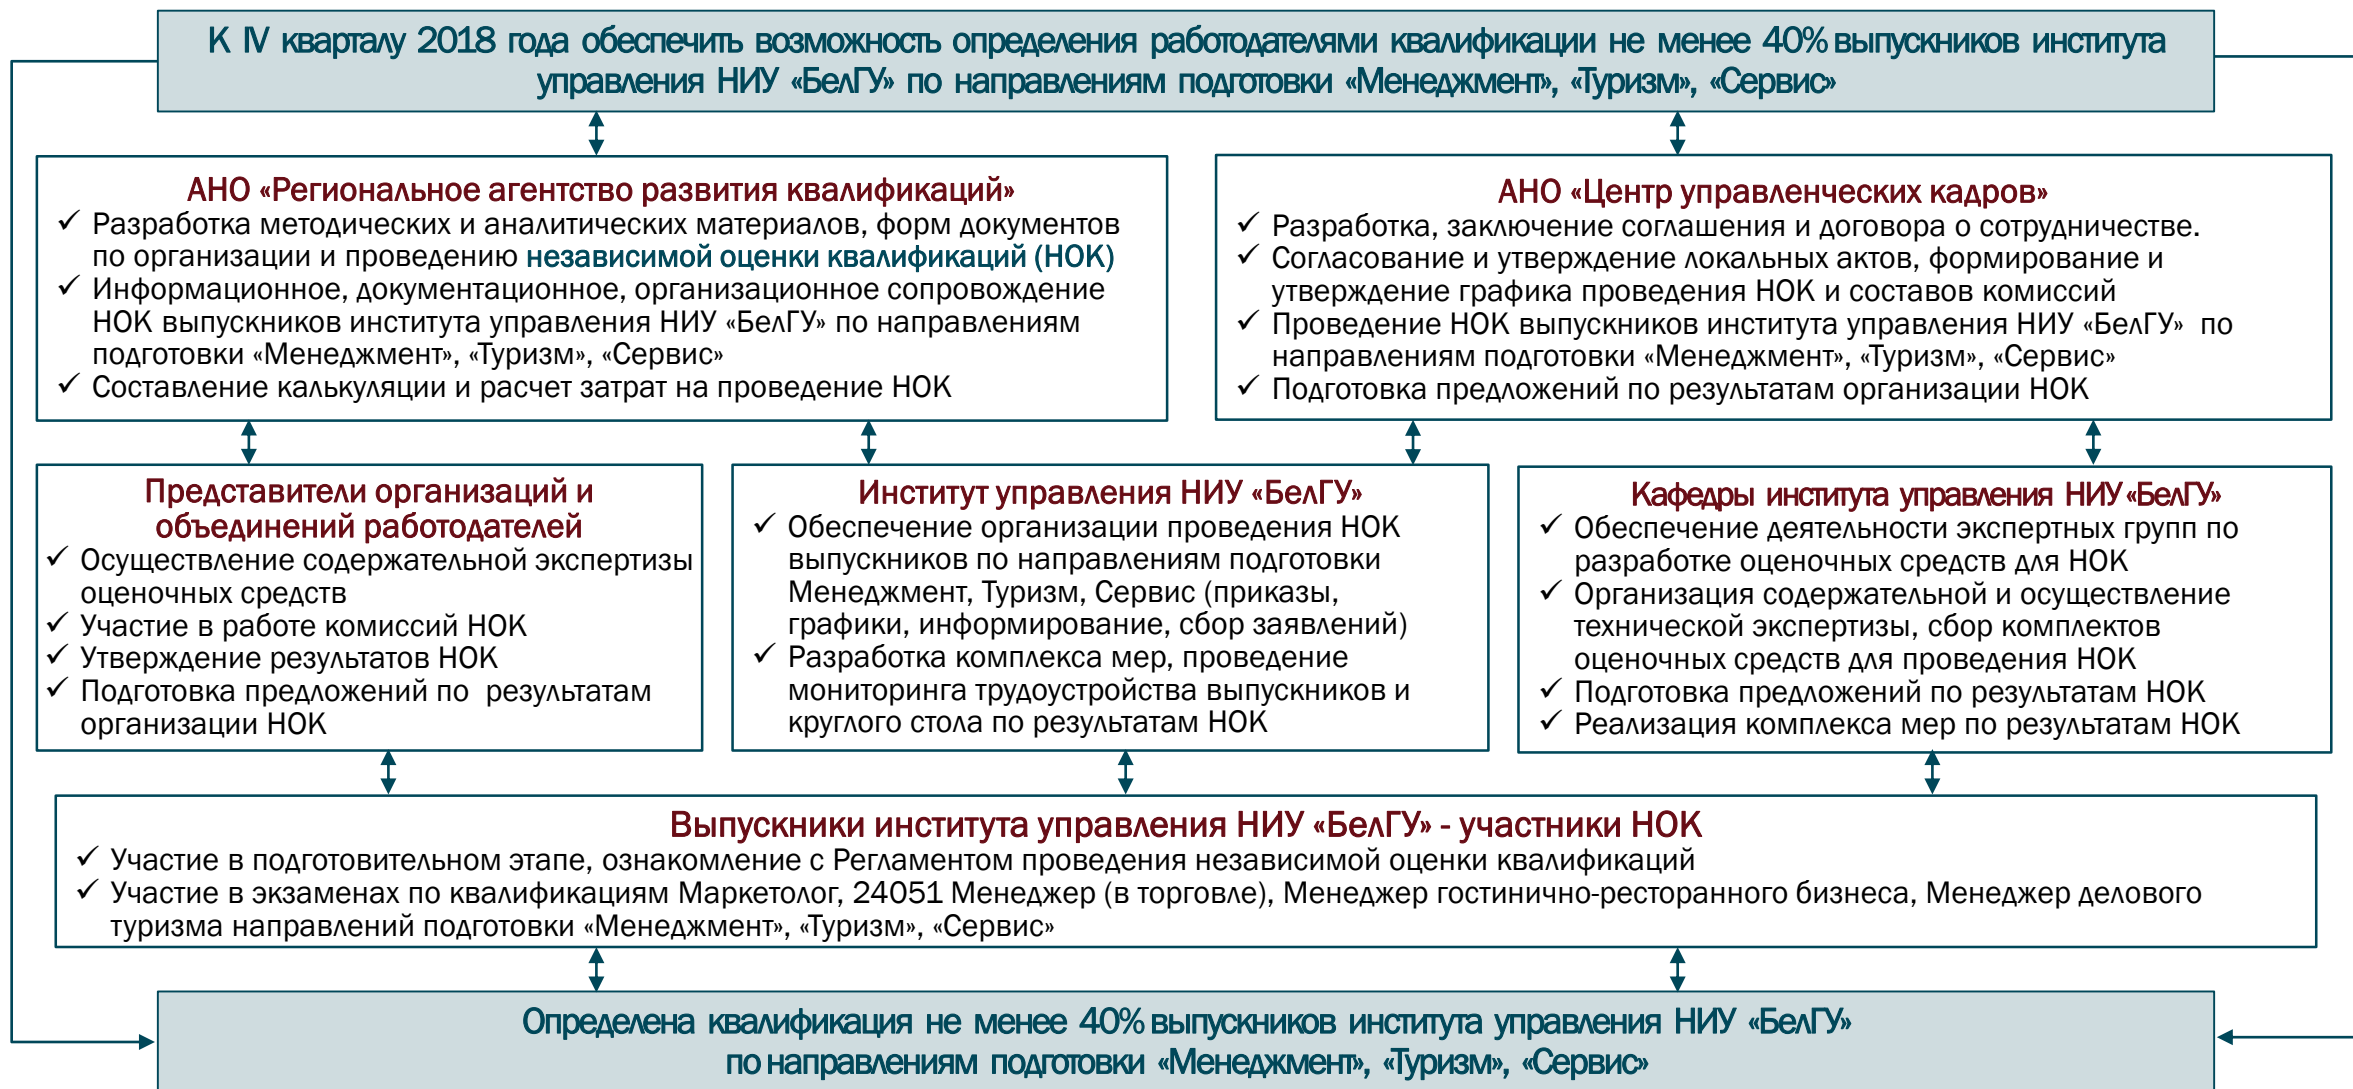 К IV кварталу 2018 года обеспечить возможность определения работодателями квалификации не менее 40% выпускников института
управления НИУ «БелГУ» по направлениям подготовки «Менеджмент», «Туризм», «Сервис»
АНО «Региональное агентство развития квалификаций»
✓ Разработка методических и аналитических материалов, форм документов
по организации и проведению независимой оценки квалификаций (НОК)
✓ Информационное, документационное, организационное сопровождение
НОК выпускников института управления НИУ «БелГУ» по направлениям
подготовки «Менеджмент», «Туризм», «Сервис»
✓ Составление калькуляции и расчет затрат на проведение НОК
АНО «Центр управленческих кадров»
✓ Разработка, заключение соглашения и договора о сотрудничестве.
✓ Согласование и утверждение локальных актов, формирование и
утверждение графика проведения НОК и составов комиссий
✓ Проведение НОК выпускников института управления НИУ «БелГУ» по
направлениям подготовки «Менеджмент», «Туризм», «Сервис»
✓ Подготовка предложений по результатам организации НОК
Представители организаций и
объединений работодателей
✓ Осуществление содержательной экспертизы
оценочных средств
✓ Участие в работе комиссий НОК
✓ Утверждение результатов НОК
✓ Подготовка предложений по результатам
организации НОК
Институт управления НИУ «БелГУ»
✓ Обеспечение организации проведения НОК
выпускников по направлениям подготовки
Менеджмент, Туризм, Сервис (приказы,
графики, информирование, сбор заявлений)
✓ Разработка комплекса мер, проведение
мониторинга трудоустройства выпускников и
круглого стола по результатам НОК
Кафедры института управления НИУ «БелГУ»
✓ Обеспечение деятельности экспертных групп по
разработке оценочных средств для НОК
✓ Организация содержательной и осуществление
технической экспертизы, сбор комплектов
оценочных средств для проведения НОК
✓ Подготовка предложений по результатам НОК
✓ Реализация комплекса мер по результатам НОК
Выпускники института управления НИУ «БелГУ» - участники НОК
✓ Участие в подготовительном этапе, ознакомление с Регламентом проведения независимой оценки квалификаций
✓ Участие в экзаменах по квалификациям Маркетолог, 24051 Менеджер (в торговле), Менеджер гостинично-ресторанного бизнеса, Менеджер делового
туризма направлений подготовки «Менеджмент», «Туризм», «Сервис»
Определена квалификация не менее 40% выпускников института управления НИУ «БелГУ»
по направлениям подготовки «Менеджмент», «Туризм», «Сервис»